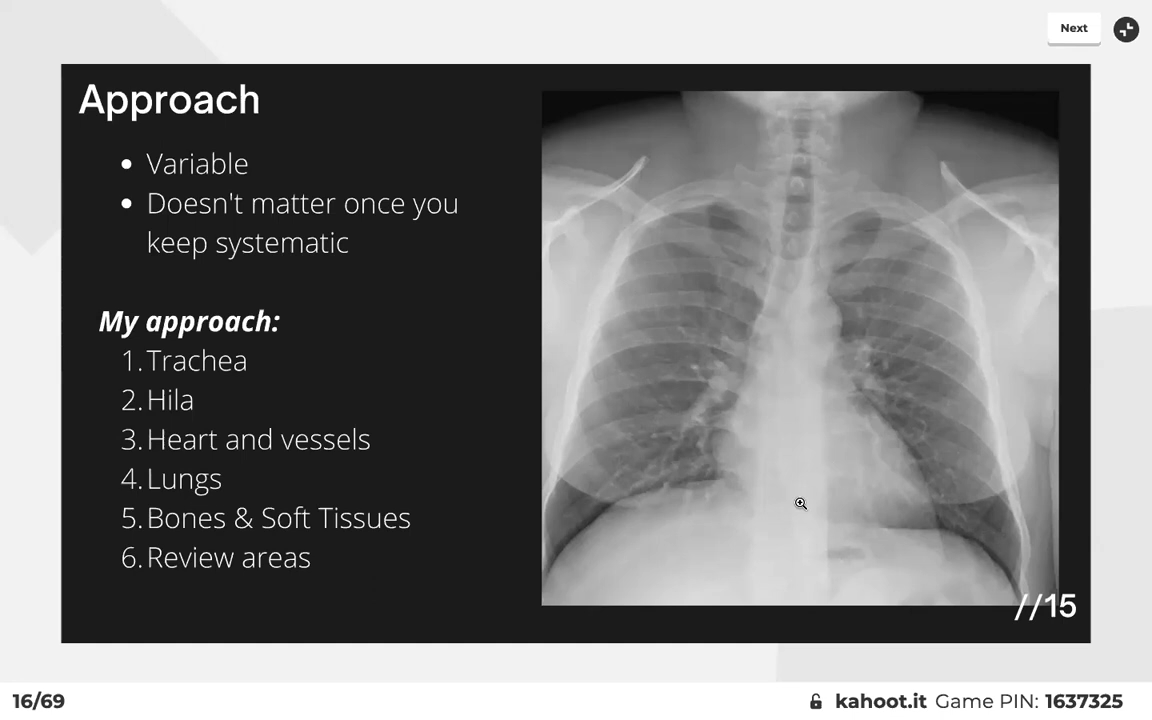 Next
Approach
• Variable
• Doesn't matter once you
keep systematic
My approach:
1. Trachea
2. Hila
3. Heart and vessels
4. Lungs
5. Bones & Soft Tissues
6. Review areas
//15
16/69
kahoot.it Game PIN: 1637325